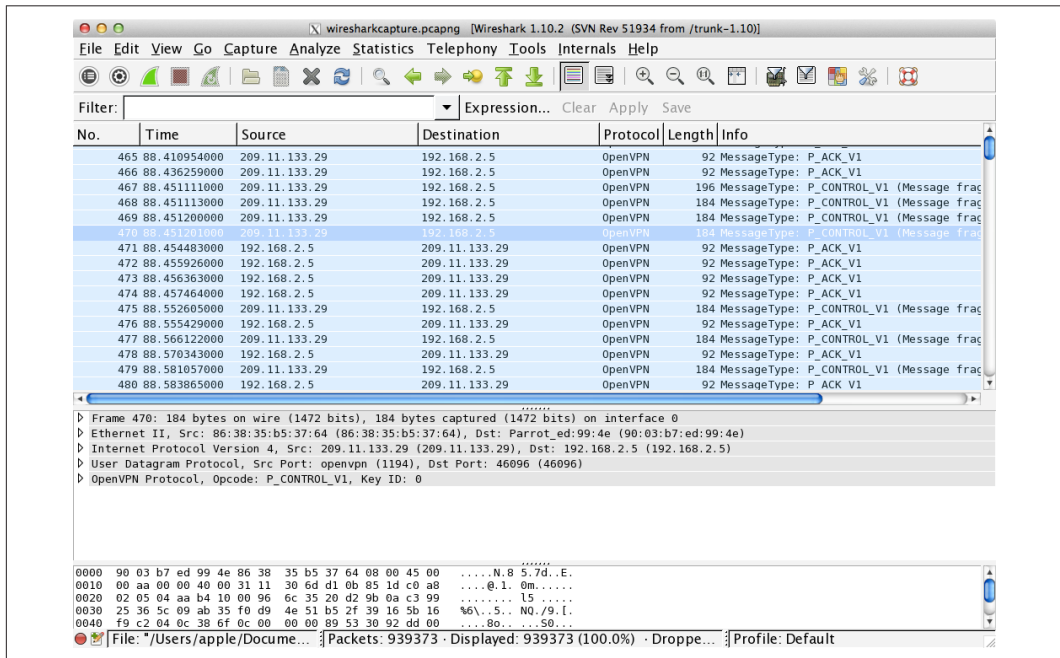 wiresharkcapture.pcapng [Wireshark 1.10.2 (SVN Rev 51934 from /trunk-1.10)]
File Edit View Go Capture Analyze Statistics Telephony Tools Internals Help
Filter: Expression... Clear Apply Save
No. Time Source Destination Protocol Length Info
465 88.410954000 209.11.133.29 192.168.2.5 OpenVPN 92 MessageType: P_ACK_V1
466 88.436259000 209.11.133.29 192.168.2.5 OpenVPN 92 MessageType: P_ACK_V1
467 88.451111000 209.11.133.29 192.168.2.5 OpenVPN 196 MessageType: P_CONTROL_V1 (Message frag
468 88.451113000 209.11.133.29 192.168.2.5 OpenVPN 184 MessageType: P_CONTROL_V1 (Message frag
469 88.451200000 209.11.133.29 192.168.2.5 OpenVPN 184 MessageType: P_CONTROL_V1 (Message frag
470 88.451201000 209.11.133.29 192.168.2.5 OpenVPN 184 MessageType: P_CONTROL_V1 (Message frag
471 88.454483000 192.168.2.5 209.11.133.29 OpenVPN 92 MessageType: P_ACK_V1
472 88.455926000 192.168.2.5 209.11.133.29 OpenVPN 92 MessageType: P_ACK_V1
473 88.456363000 192.168.2.5 209.11.133.29 OpenVPN 92 MessageType: P_ACK_V1
474 88.457464000 192.168.2.5 209.11.133.29 OpenVPN 92 MessageType: P_ACK_V1
475 88.552605000 209.11.133.29 192.168.2.5 OpenVPN 184 MessageType: P_CONTROL_V1 (Message frag
476 88.555429000 192.168.2.5 209.11.133.29 OpenVPN 92 MessageType: P_ACK_V1
477 88.566122000 209.11.133.29 192.168.2.5 OpenVPN 184 MessageType: P_CONTROL_V1 (Message frag
478 88.570343000 192.168.2.5 209.11.133.29 OpenVPN 92 MessageType: P_ACK_V1
479 88.581057000 209.11.133.29 192.168.2.5 OpenVPN 184 MessageType: P_CONTROL_V1 (Message frag
480 88.583865000 192.168.2.5 209.11.133.29 OpenVPN 92 MessageType: P_ACK_V1
Frame 470: 184 bytes on wire (1472 bits), 184 bytes captured (1472 bits) on interface 0
Ethernet II, Src: 86:38:35:b5:37:64 (86:38:35:b5:37:64), Dst: Parrot_ed:99:4e (90:03:b7:ed:99:4e)
Internet Protocol Version 4, Src: 209.11.133.29 (209.11.133.29), Dst: 192.168.2.5 (192.168.2.5)
User Datagram Protocol, Src Port: openvpn (1194), Dst Port: 46096 (46096)
OpenVPN Protocol, Opcode: P_CONTROL_V1, Key ID: 0
0000 90 03 b7 ed 99 4e 86 38 35 b5 37 64 08 00 45 00 .....N.8 5.7d..E.
0010 00 aa 00 00 40 00 31 11 30 6d d1 0b 85 1d c0 a8 ....@.1. 0m......
0020 02 05 04 aa b4 10 00 96 6c 35 20 d2 9b 0a c3 99 ........ l5 .....
0030 25 36 5c 09 ab 35 f0 d9 4e 51 b5 2f 39 16 5b 16 %6\..5.. NQ./9.[.
0040 f9 c2 04 0c 38 6f 0c 00 00 00 89 53 30 92 dd 00 ....8o.. ...S0...
File: "/Users/apple/Docume... Packets: 939373 · Displayed: 939373 (100.0%) · Droppe... Profile: Default